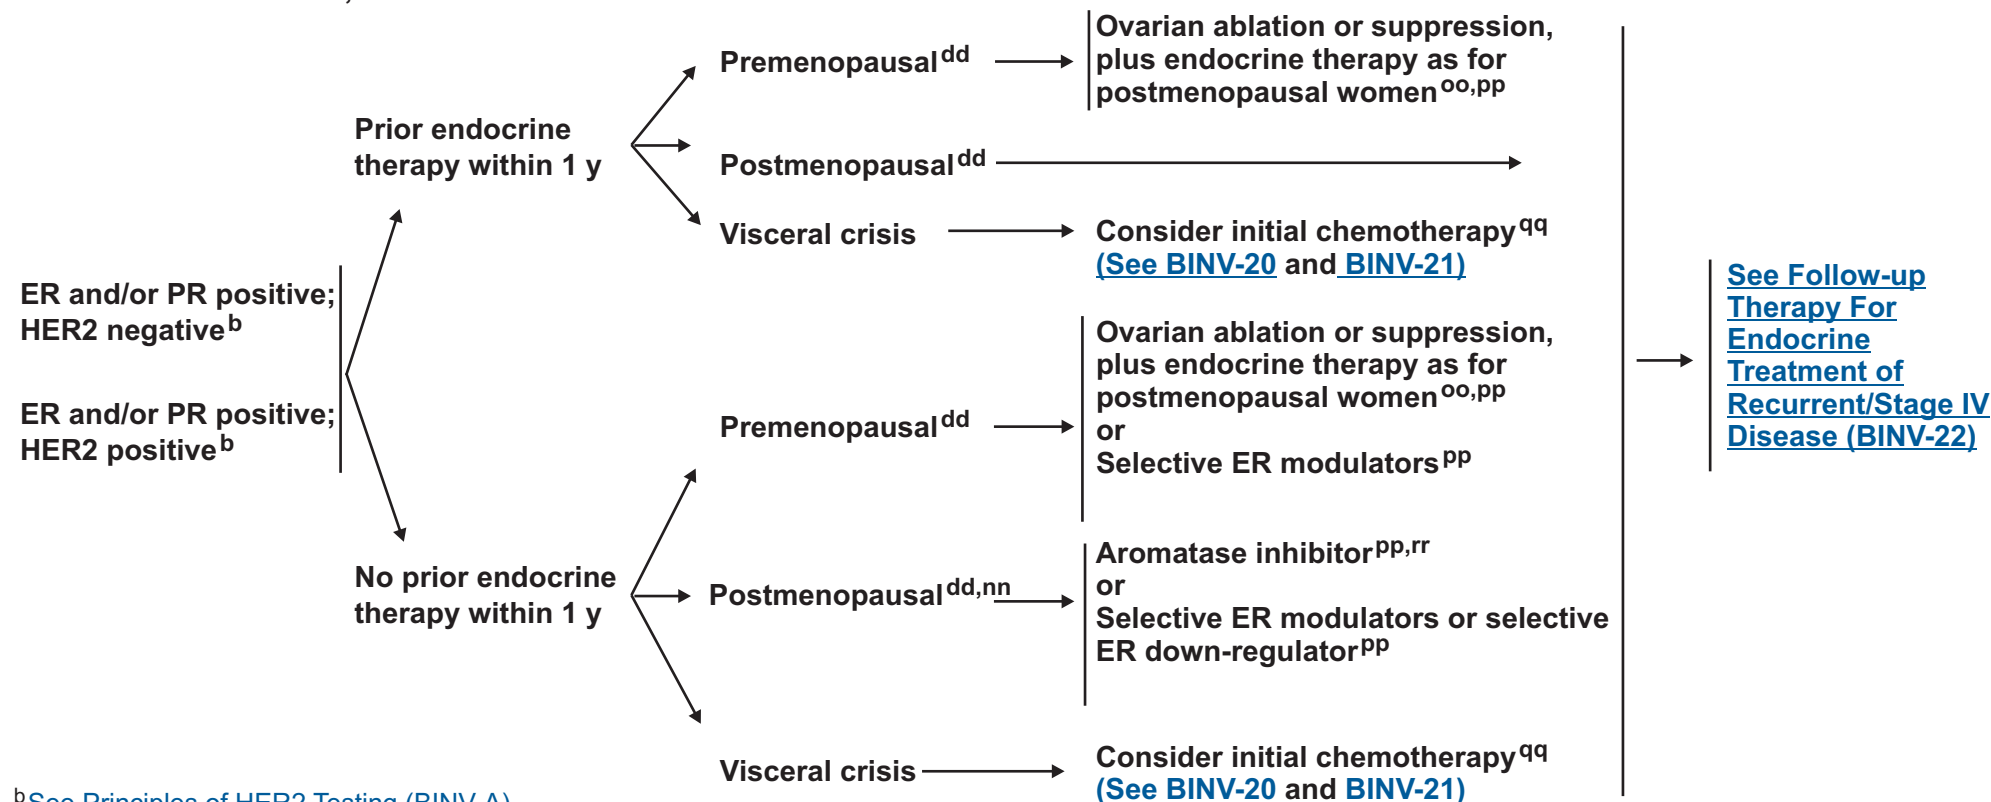 Premenopausal dd
Ovarian ablation or suppression,
plus endocrine therapy as for
postmenopausal women oo,pp
Prior endocrine
therapy within 1 y
Postmenopausal dd
Visceral crisis
Consider initial chemotherapy qq
(See BINV-20 and BINV-21)
ER and/or PR positive;
HER2 negative b
ER and/or PR positive;
HER2 positive b
Premenopausal dd
Ovarian ablation or suppression,
plus endocrine therapy as for
postmenopausal women oo,pp
or
Selective ER modulators pp
No prior endocrine
therapy within 1 y
Postmenopausal dd,nn
Aromatase inhibitor pp,rr
or
Selective ER modulators or selective
ER down-regulator pp
Visceral crisis
Consider initial chemotherapy qq
(See BINV-20 and BINV-21)
See Follow-up
Therapy For
Endocrine
Treatment of
Recurrent/Stage IV
Disease (BINV-22)
b See Principles of HER2 Testing (BINV-A)